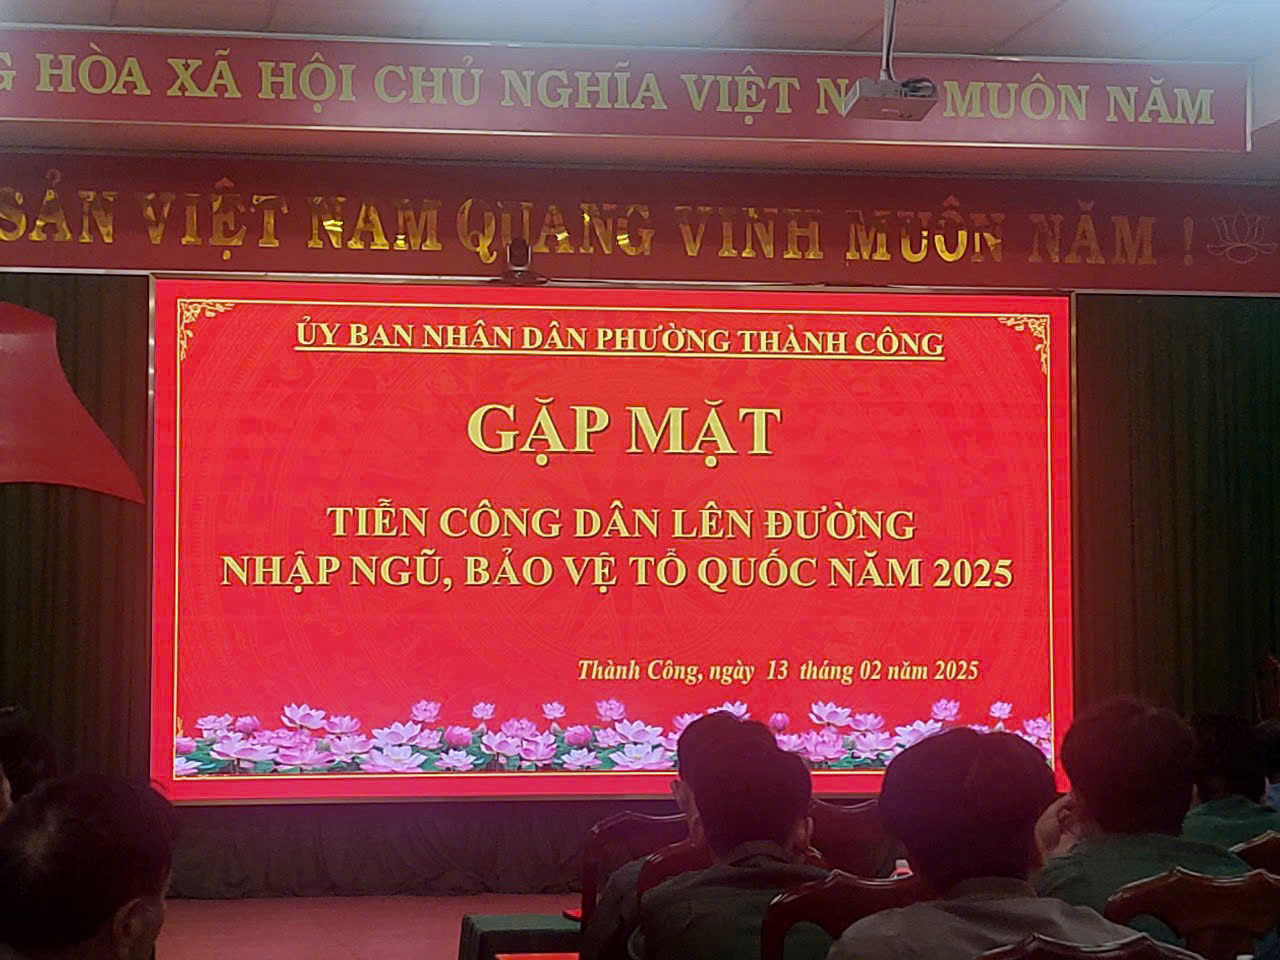 HÒA XÃ HỘI CHỦ NGHĨA VIỆT MUÔN NĂM
SẢN VIỆT NAM QUANG VINH MUÔN NĂM !
ỦY BAN NHÂN DÂN PHƯỜNG THÀNH CÔNG
GẶP MẶT
TIỄN CÔNG DÂN LÊN ĐƯỜNG
NHẬP NGŨ, BẢO VỆ TỔ QUỐC NĂM 2025
Thành Công, ngày 13 tháng 02 năm 2025